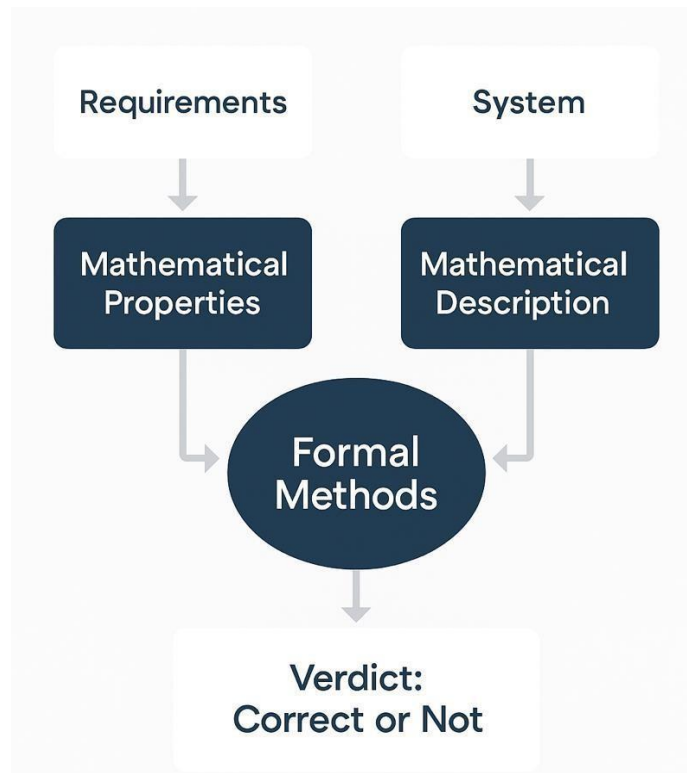 Requirements
System
Mathematical
Properties
Mathematical
Description
Formal
Methods
Verdict:
Correct or Not